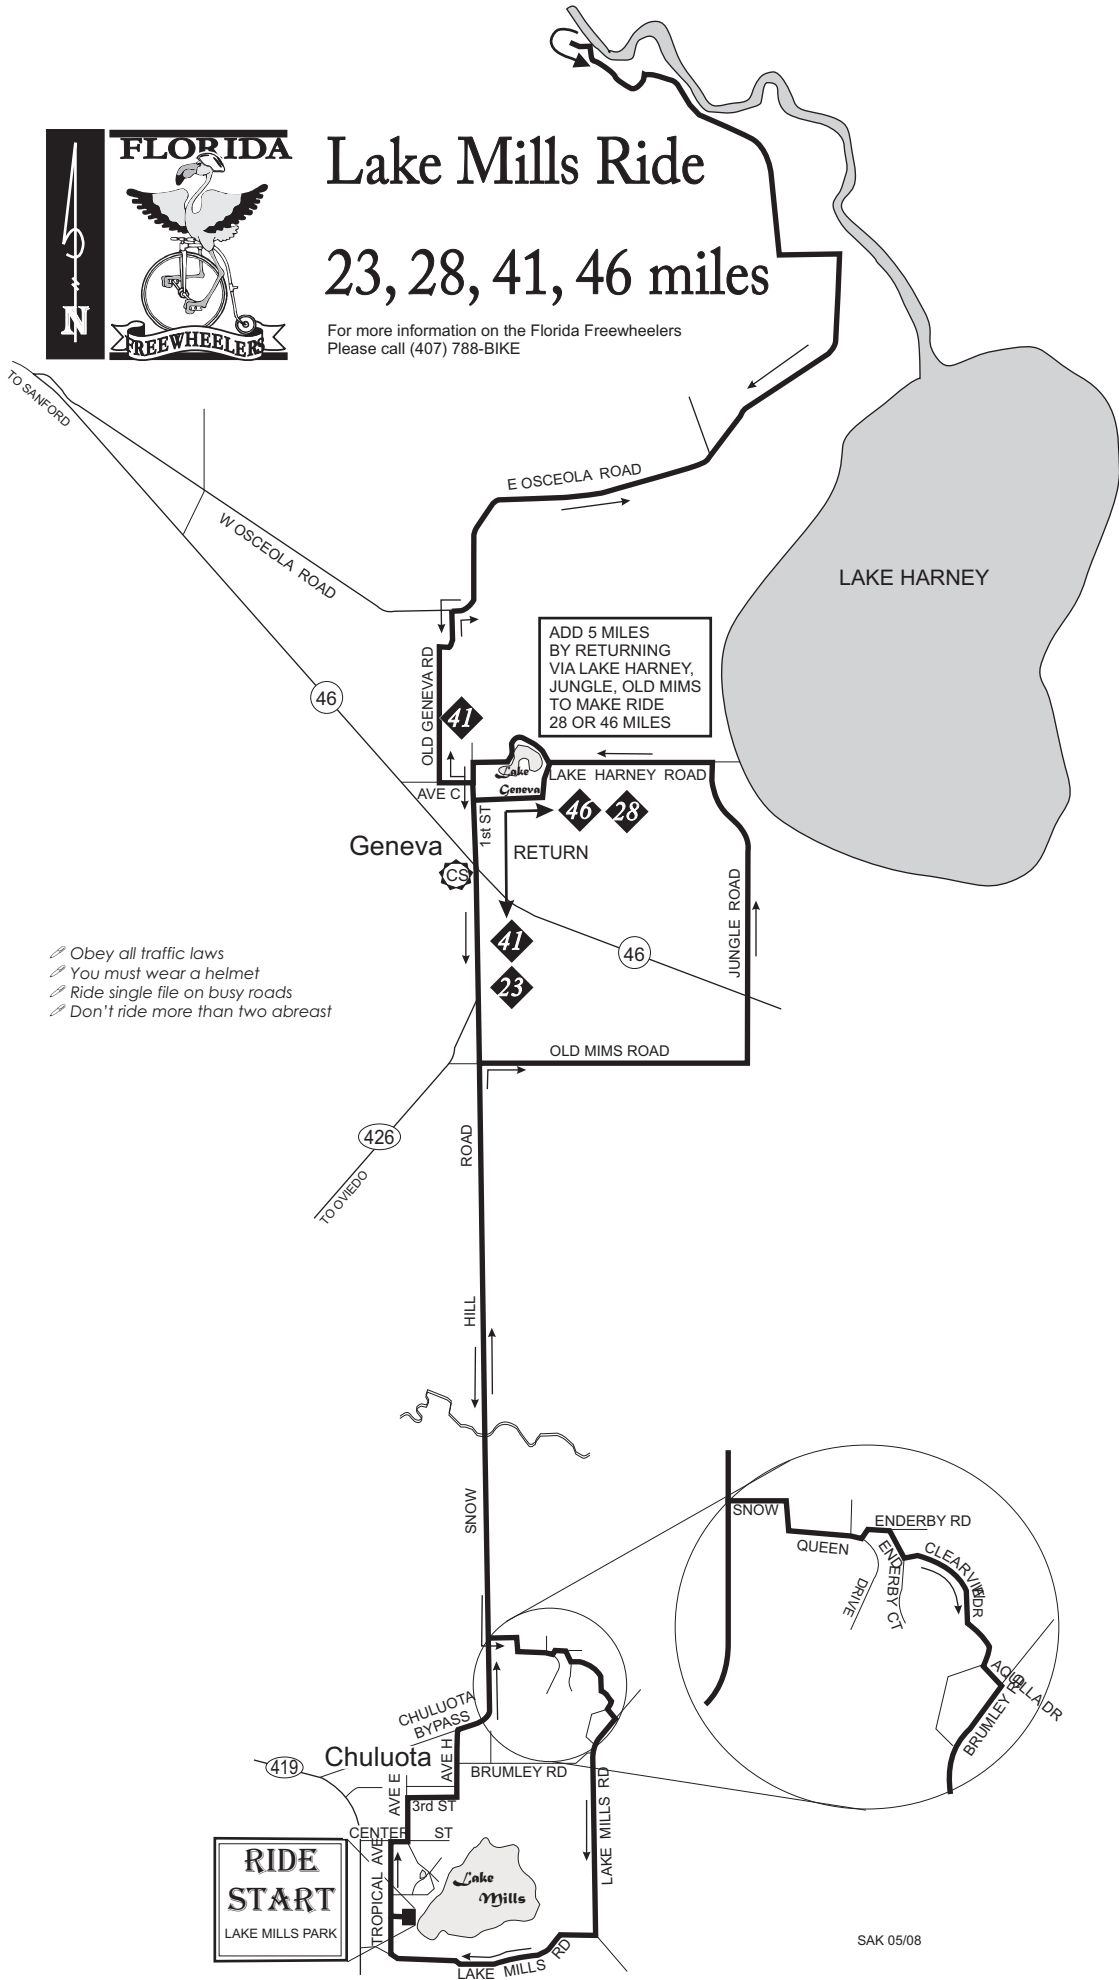 FLORIDA
FREEWHEELERS
N
Lake Mills Ride
23, 28, 41, 46 miles
For more information on the Florida Freewheelers
Please call (407) 788-BIKE
TO SANFORD
W OSCEOLA ROAD
E OSCEOLA ROAD
LAKE HARNEY
46
OLD GENEVA RD
41
ADD 5 MILES
BY RETURNING
VIA LAKE HARNEY,
JUNGLE, OLD MIMS
TO MAKE RIDE
28 OR 46 MILES
Lake
Geneva
LAKE HARNEY ROAD
AVE C
1st ST
46
28
RETURN
Geneva
CS
41
23
46
JUNGLE ROAD
Obey all traffic laws
You must wear a helmet
Ride single file on busy roads
Don't ride more than two abreast
OLD MIMS ROAD
426
TO OVIEDO
SNOW HILL ROAD
SNOW
QUEEN
DRIVE
ENDERBY RD
ENDERBY CT
CLEARVIEW DR
AQUILLA DR
BRUMLEY RD
CHULUOTA
BYPASS
419
Chuluota
AVE H
BRUMLEY RD
AVE E
3rd ST
CENTER ST
TROPICAL AVE
LAKE MILLS RD
RIDE
START
LAKE MILLS PARK
Lake
Mills
LAKE MILLS RD
SAK 05/08